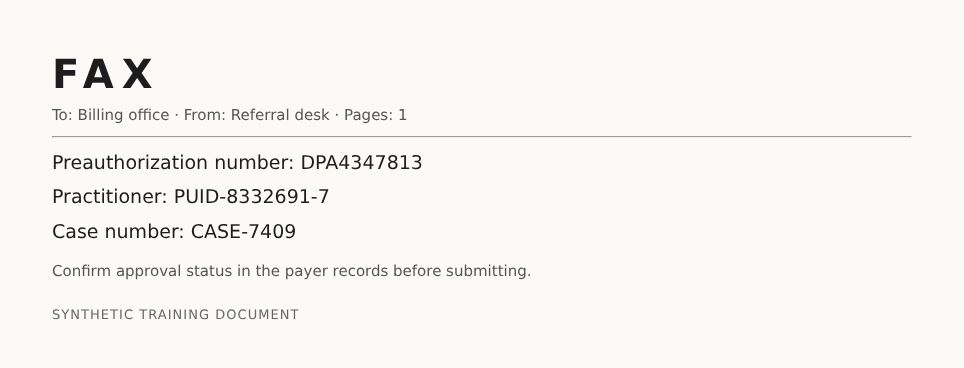 FAX
To: Billing office · From: Referral desk · Pages: 1
Preauthorization number: DPA4347813
Practitioner: PUID-8332691-7
Case number: CASE-7409
Confirm approval status in the payer records before submitting.
SYNTHETIC TRAINING DOCUMENT